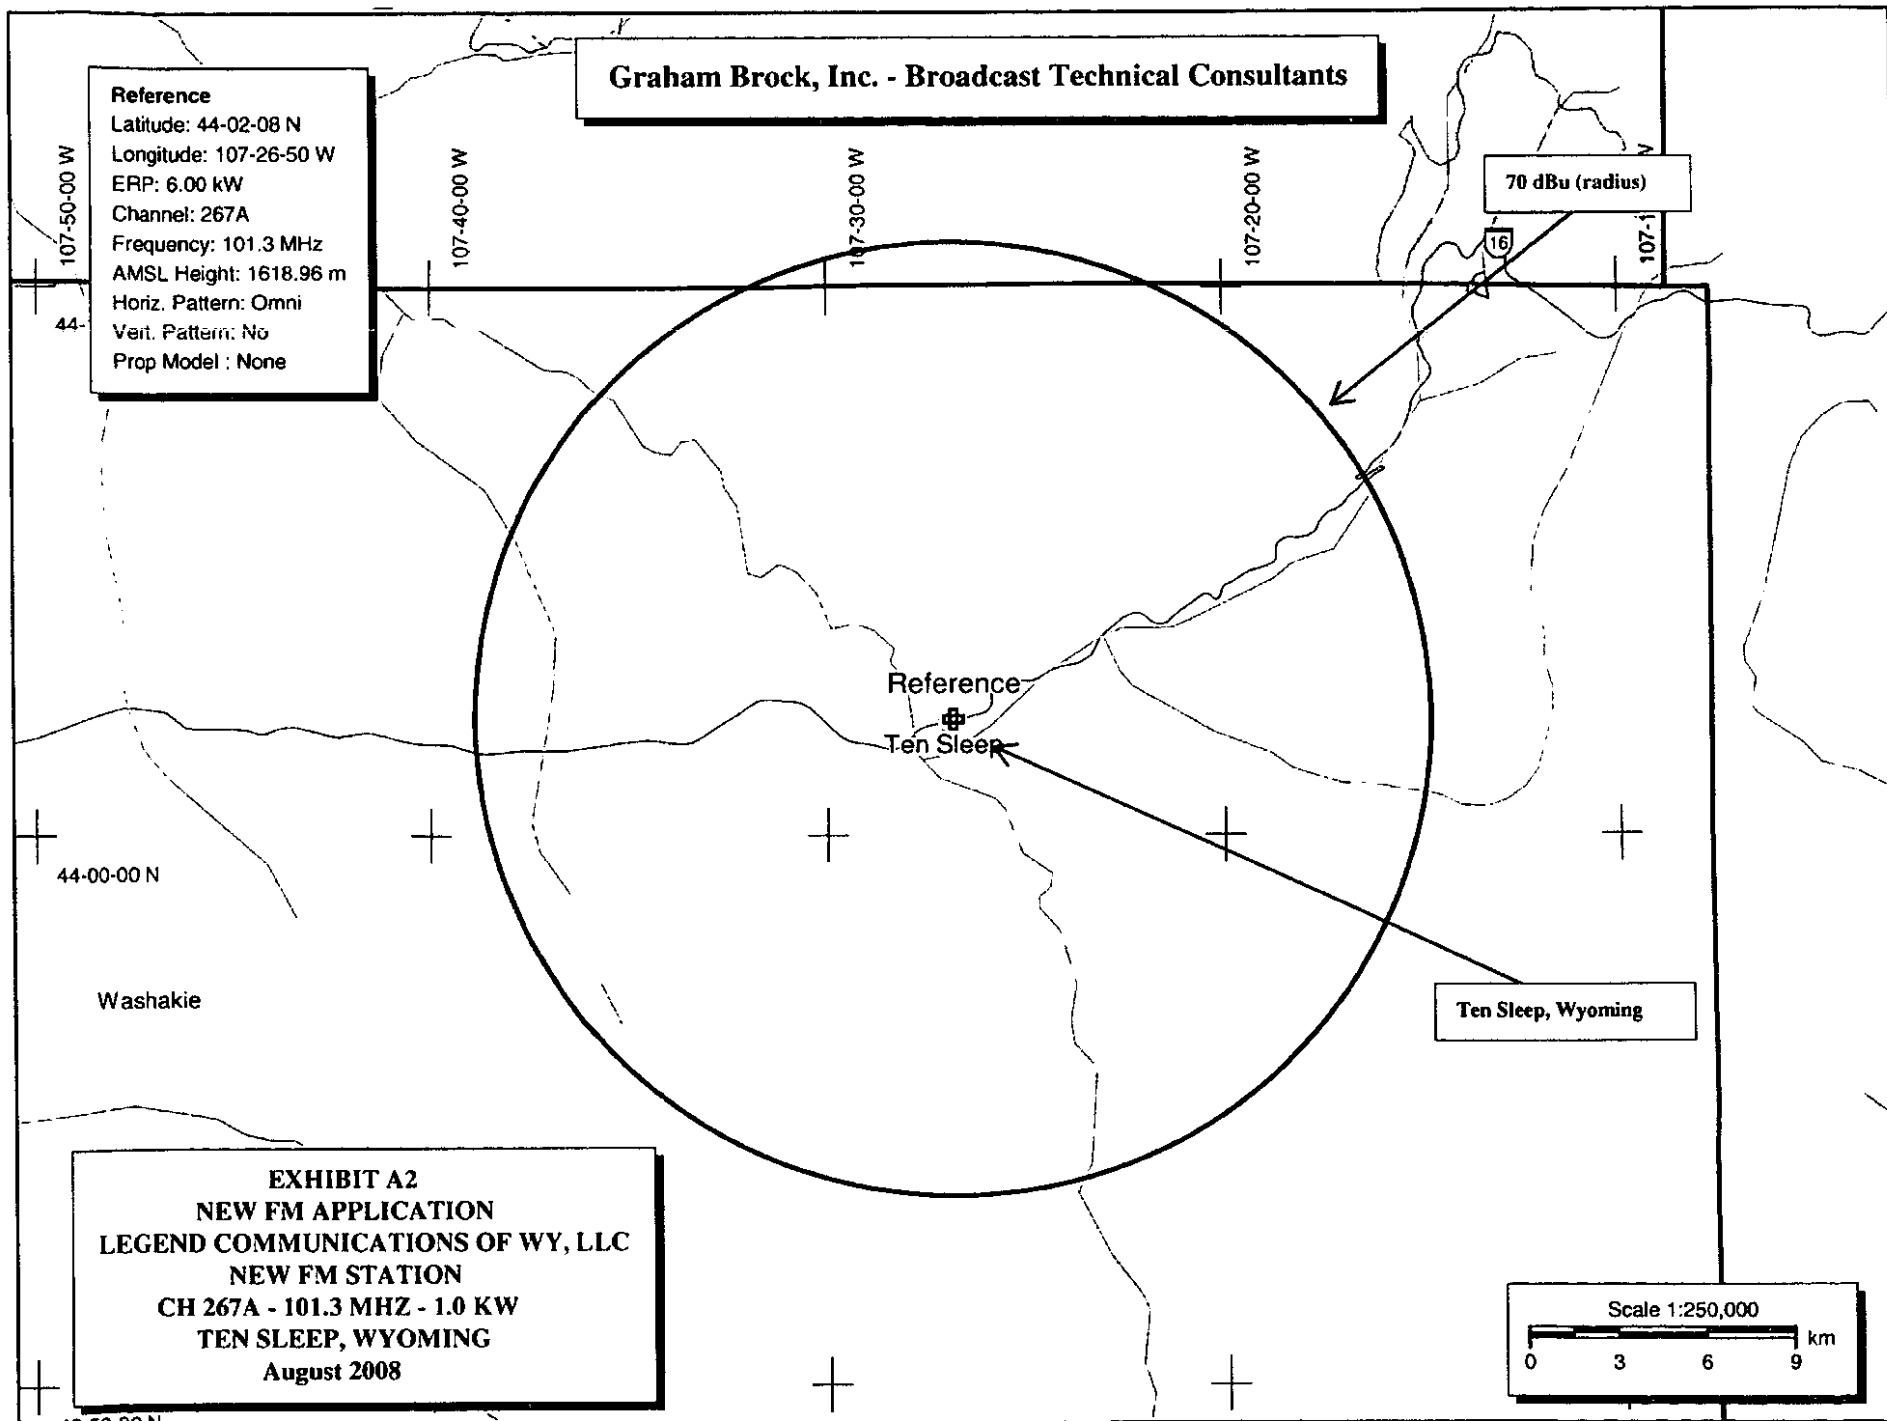 Graham Brock, Inc. - Broadcast Technical Consultants
Reference
Latitude: 44-02-08 N
Longitude: 107-26-50 W
ERP: 6.00 kW
Channel: 267A
Frequency: 101.3 MHz
AMSL Height: 1618.96 m
Horiz. Pattern: Omni
Vert. Pattern: No
Prop Model : None
107-50-00 W
107-40-00 W
107-30-00 W
107-20-00 W
107-1
W
70 dBu (radius)
16
44-
Reference
Ten Sleep
44-00-00 N
Washakie
Ten Sleep, Wyoming
EXHIBIT A2
NEW FM APPLICATION
LEGEND COMMUNICATIONS OF WY, LLC
NEW FM STATION
CH 267A - 101.3 MHZ - 1.0 KW
TEN SLEEP, WYOMING
August 2008
Scale 1:250,000
km
0 3 6 9